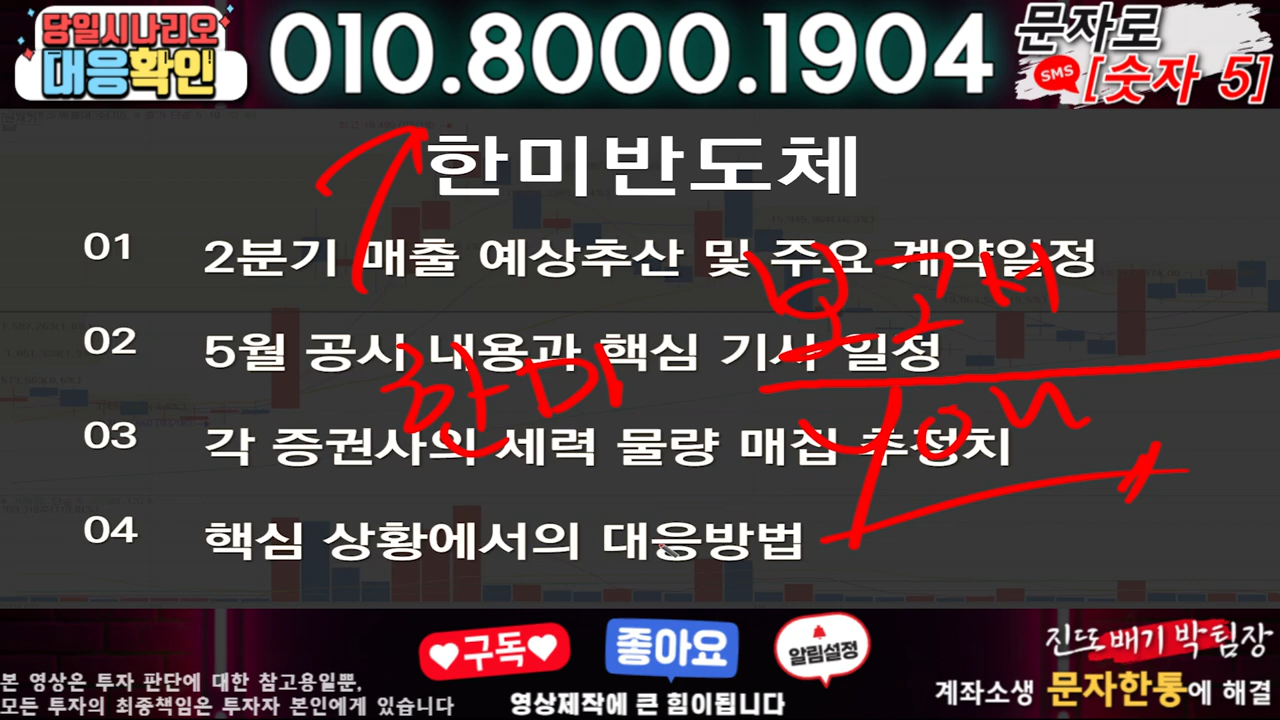 당일시나리오
대응확인
010.8000.1904
문자로
SMS
[숫자 5]
한미반도체
01 2분기 매출 예상추산 및 주요 계약일정
보고서
02 5월 공시 내용과 핵심 기사 일정
한미
you
03 각 증권사의 세력 물량 매집 추정치
04 핵심 상황에서의 대응방법
구독
좋아요
알림설정
영상제작에 큰 힘이됩니다
본 영상은 투자 판단에 대한 참고용일뿐,
모든 투자의 최종책임은 투자자 본인에게 있습니다
진또배기 박팀장
계좌소생 문자한통에 해결